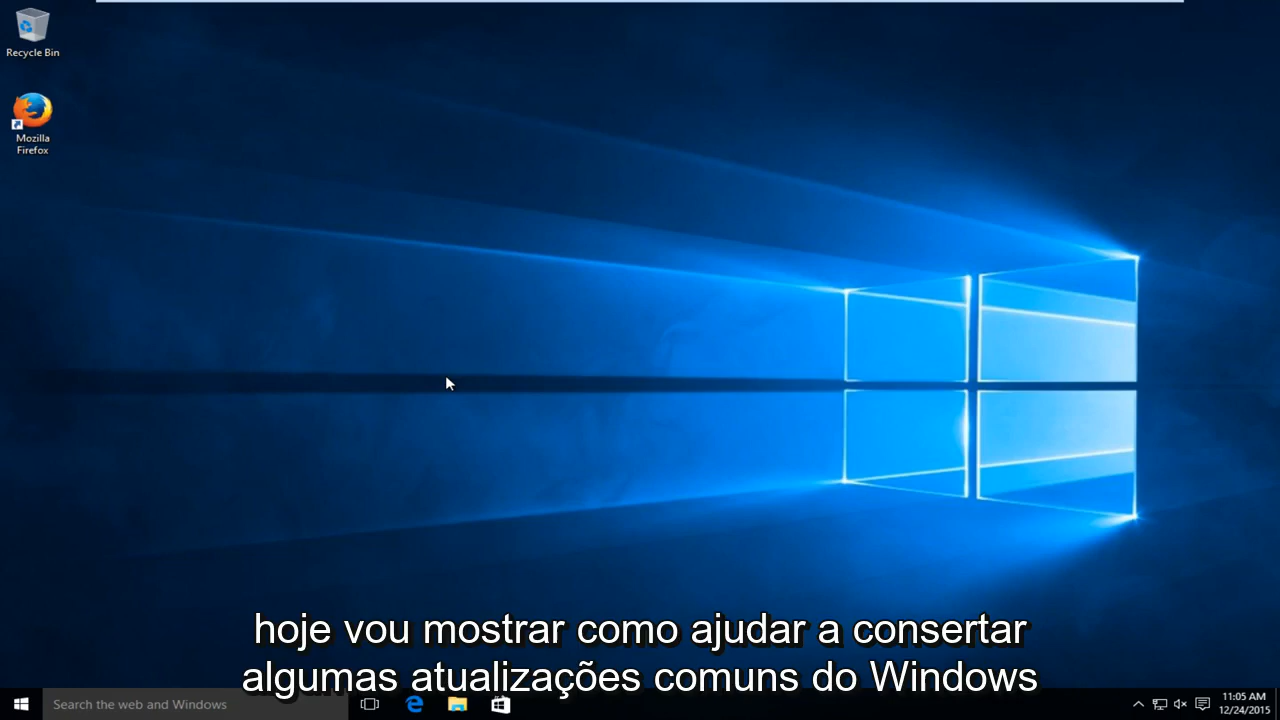 Recycle Bin
Mozilla
Firefox
hoje vou mostrar como ajudar a consertar
algumas atualizações comuns do Windows
Search the web and Windows
11:05 AM
12/24/2015